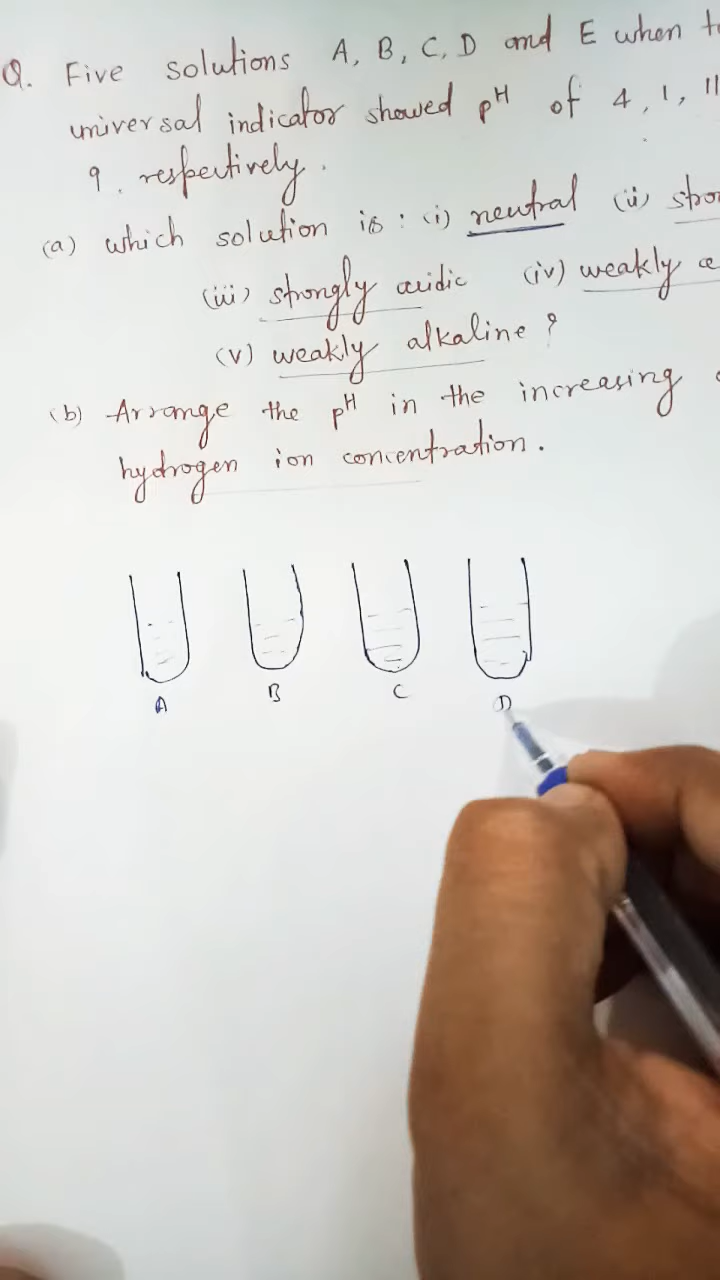 Q. Five solutions A, B, C, D and E when
universal indicator showed pH of 4, 1, 11
9. respectively.
(a) which solution is : (i) neutral (ii)
(iii) strongly acidic (iv) weakly
(v) weakly alkaline ?
(b) Arrange the pH in the increasing
hydrogen ion concentration.
A B C D